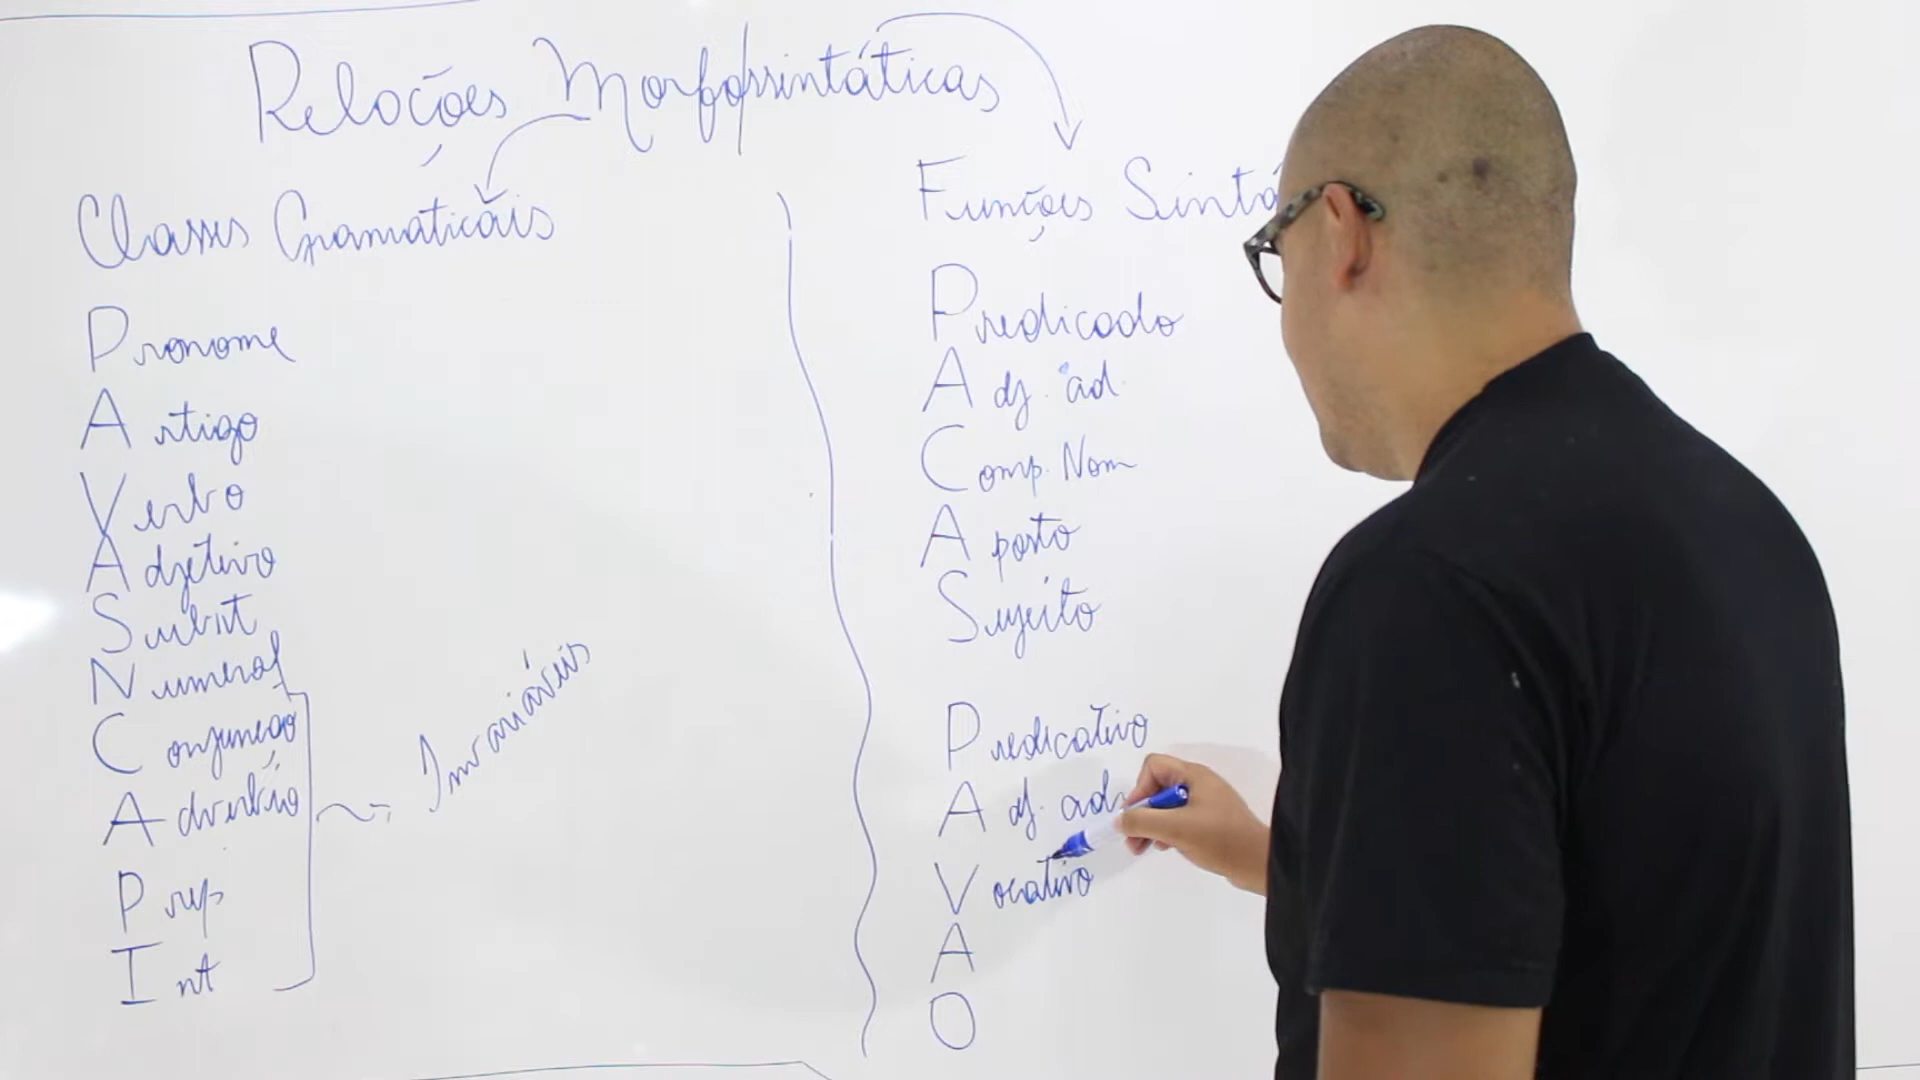 Relações Morfossintáticas
Classes Gramaticais
Pronome
Artigo
Verbo
Adjetivo
Subst
Numeral
Conjunção
Advérbio
Prep
Int
Invariáveis
Funções Sintá
Predicado
Adj. ad.
Comp. Nom
Aposto
Sujeito
Predicativo
Adj. adv
Vocativo
A
O